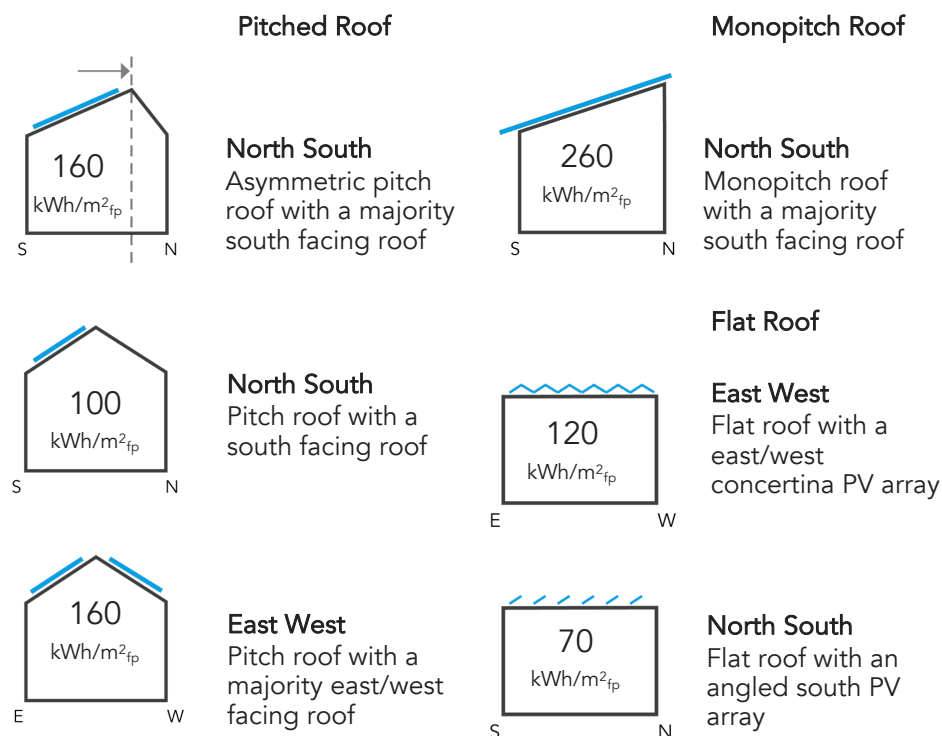 Pitched Roof
160
kWh/m²fp
S
N
North South
Asymmetric pitch
roof with a majority
south facing roof
100
kWh/m²fp
S
N
North South
Pitch roof with a
south facing roof
160
kWh/m²fp
E
W
East West
Pitch roof with a
majority east/west
facing roof
Monopitch Roof
260
kWh/m²fp
S
N
North South
Monopitch roof
with a majority
south facing roof
Flat Roof
120
kWh/m²fp
E
W
East West
Flat roof with a
east/west
concertina PV array
70
kWh/m²fp
S
N
North South
Flat roof with an
angled south PV
array